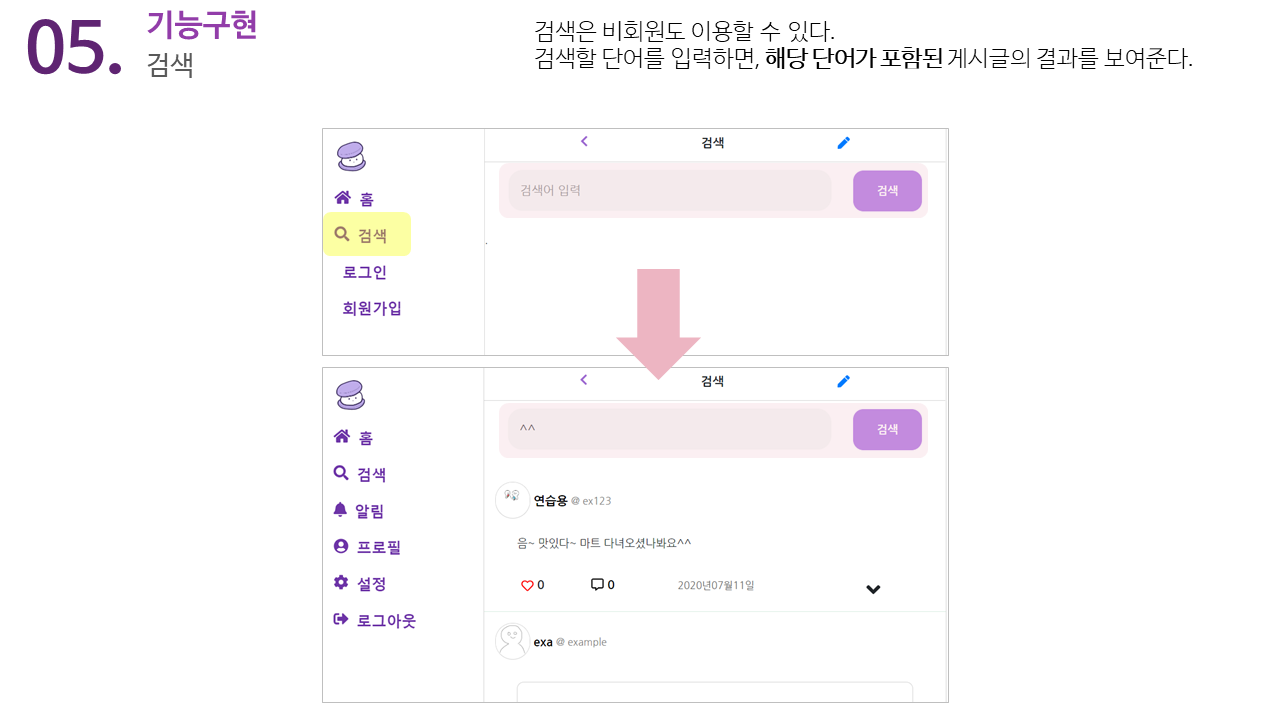 05.
기능구현
검색
검색은 비회원도 이용할 수 있다.
검색할 단어를 입력하면, 해당 단어가 포함된 게시글의 결과를 보여준다.
검색
홈
검색어 입력
검색
검색
로그인
회원가입
검색
홈
^^
검색
검색
알림
프로필
설정
로그아웃
연습용 @ ex123
음~ 맛있다~ 마트 다녀오셨나봐요^^
0 0 2020년07월11일
exa @ example